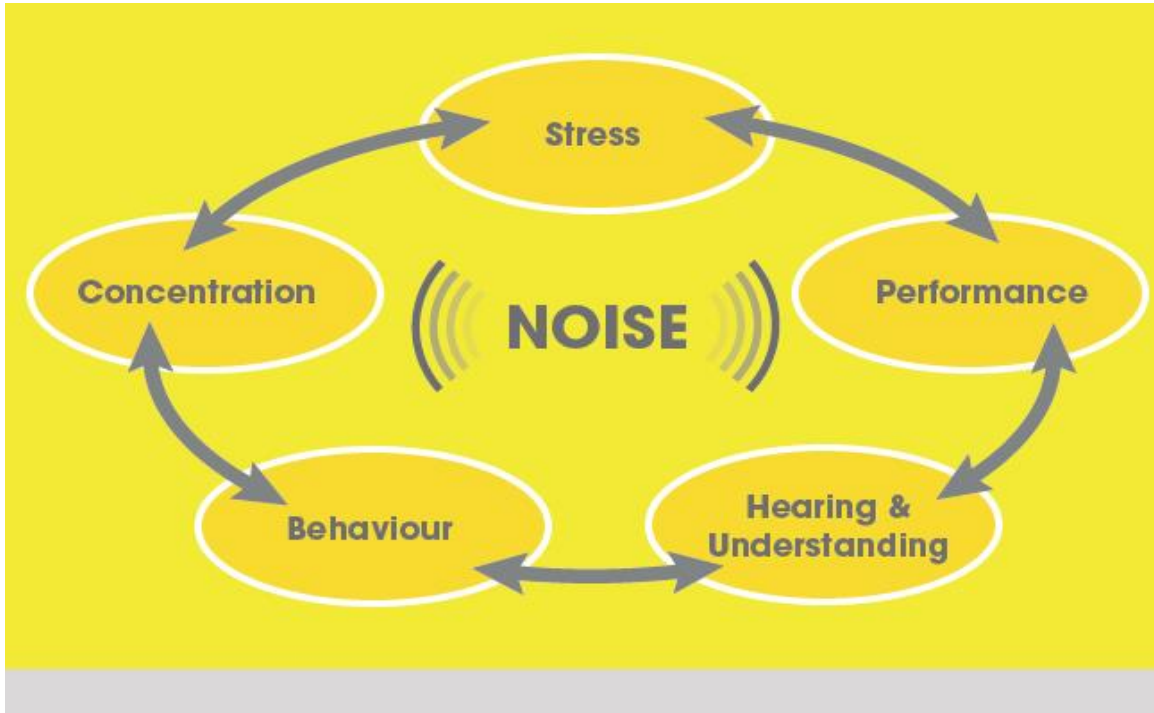 Stress
Concentration
NOISE
Performance
Behaviour
Hearing &
Understanding